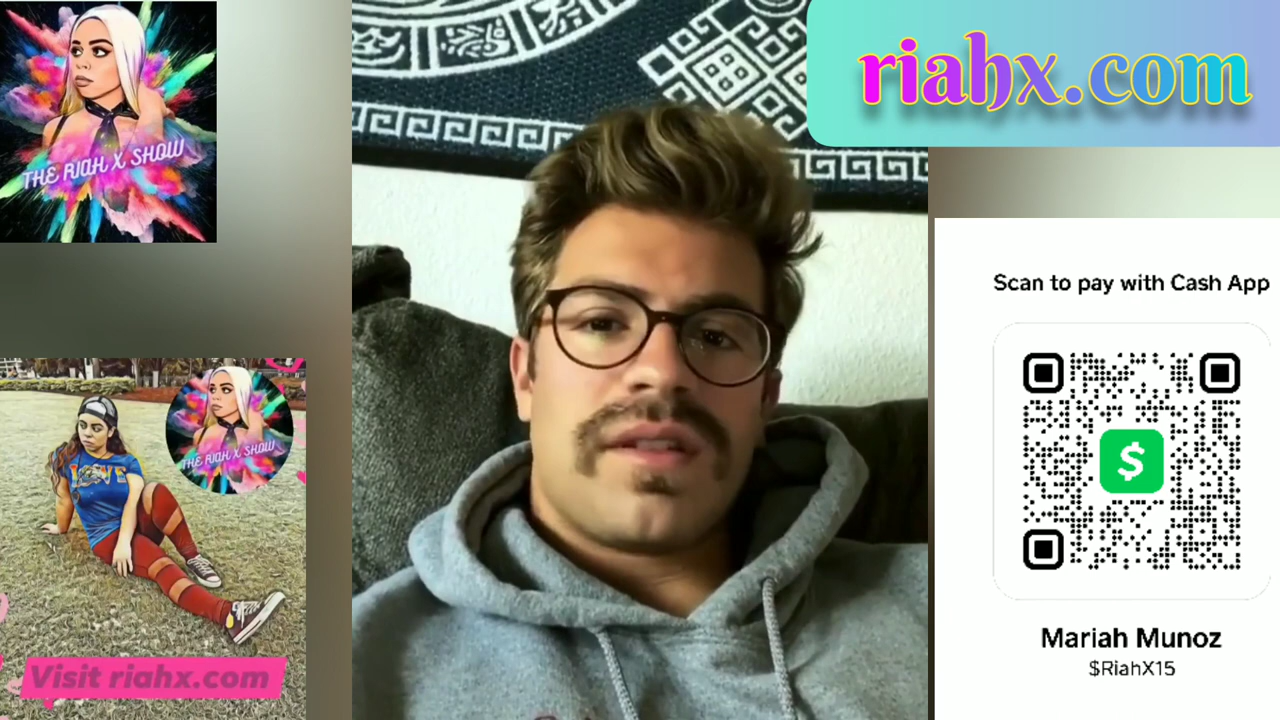 THE RIAH X SHOW
riahx.com
Scan to pay with Cash App
$
Mariah Munoz
$RiahX15
LOVE
THE RIAH X SHOW
Visit riahx.com